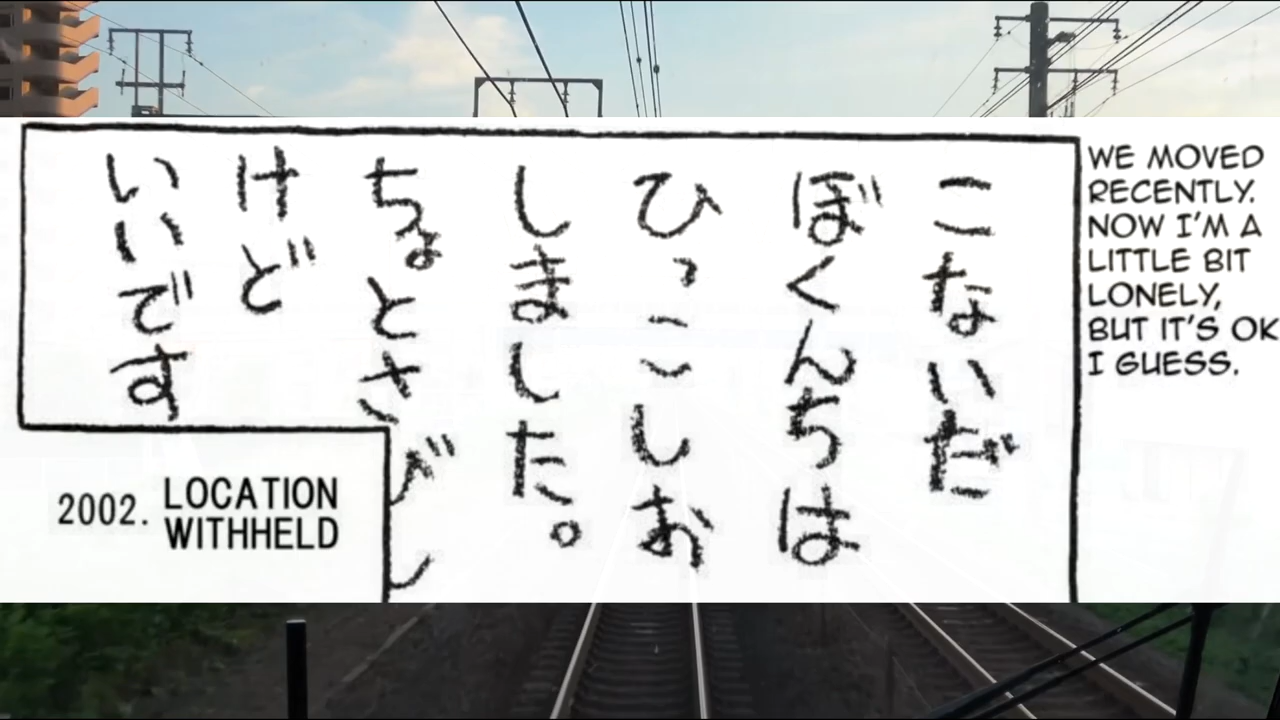 こないだ
ぼくんちは
ひっこしお
しました。
ちょとさびし
けど
いいです
WE MOVED
RECENTLY.
NOW I'M A
LITTLE BIT
LONELY,
BUT IT'S OK
I GUESS.
2002. LOCATION
WITHHELD